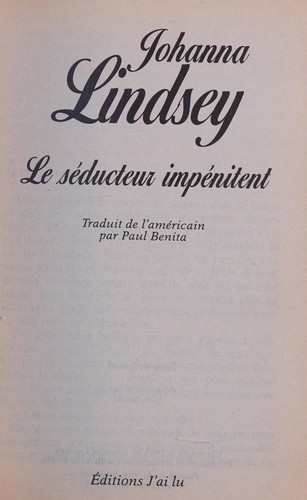 Johanna
Lindsey
Le séducteur impénitent
Traduit de l'américain
par Paul Benita
Éditions J'ai lu